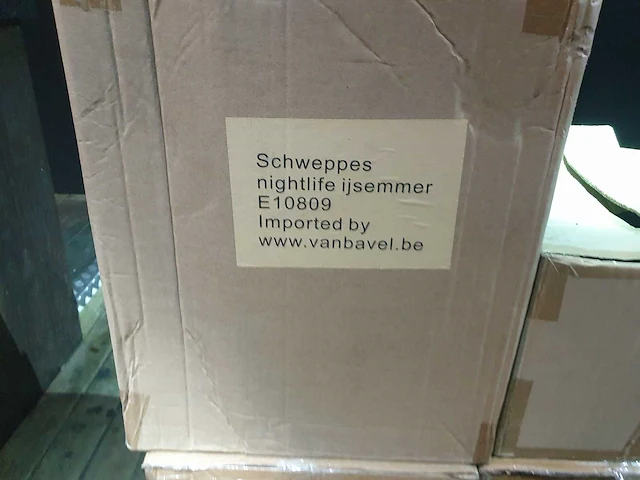 Schweppes
nightlife ijsemmer
E10809
Imported by
www.vanbavel.be